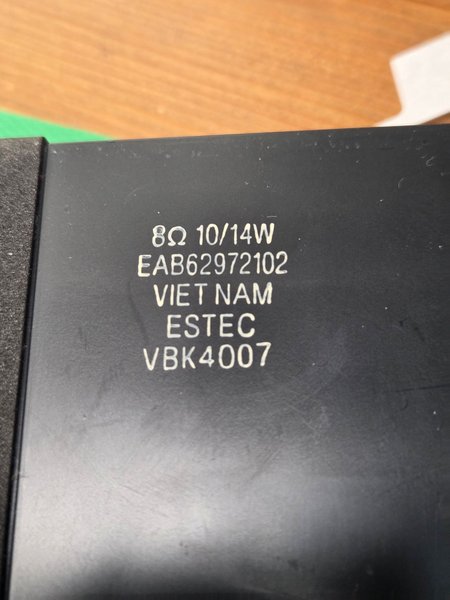 8Ω 10/14W
EAB62972102
VIET NAM
ESTEC
VBK4007